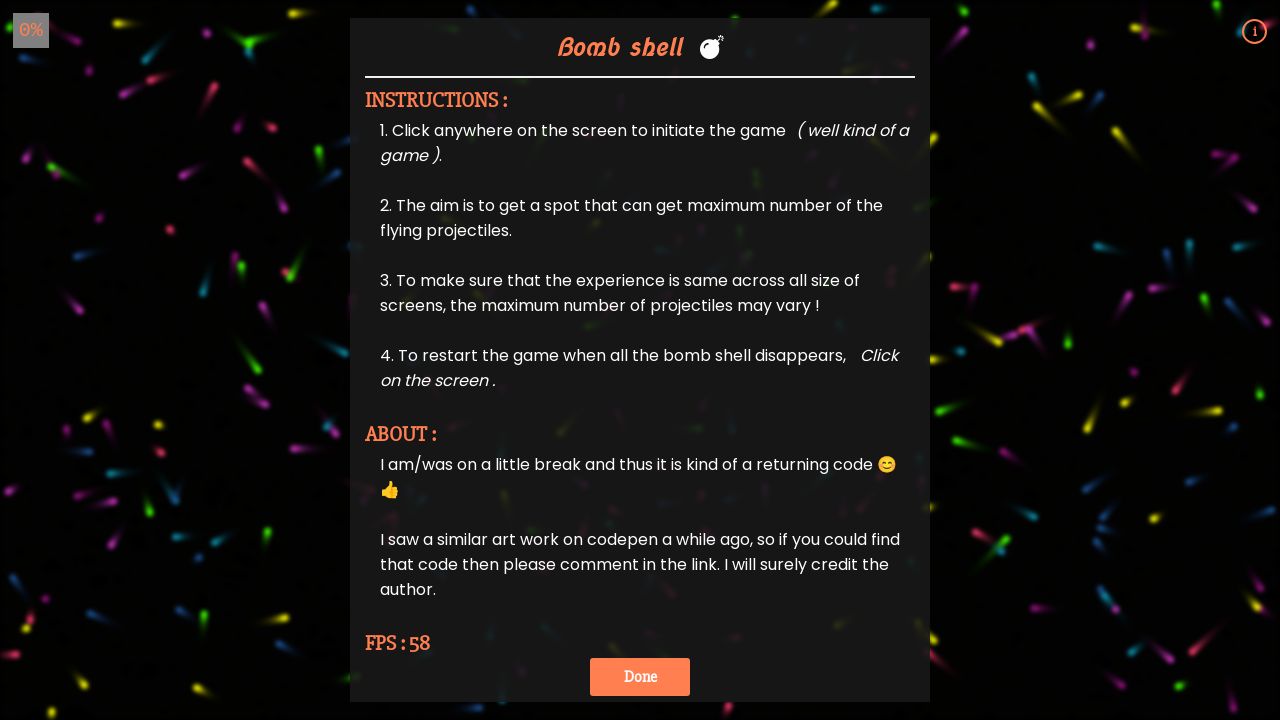 0%
i
Bomb shell 💣
INSTRUCTIONS :
1. Click anywhere on the screen to initiate the game ( well kind of a
game ).
2. The aim is to get a spot that can get maximum number of the
flying projectiles.
3. To make sure that the experience is same across all size of
screens, the maximum number of projectiles may vary !
4. To restart the game when all the bomb shell disappears, Click
on the screen .
ABOUT :
I am/was on a little break and thus it is kind of a returning code 😊
👍
I saw a similar art work on codepen a while ago, so if you could find
that code then please comment in the link. I will surely credit the
author.
FPS : 58
Done